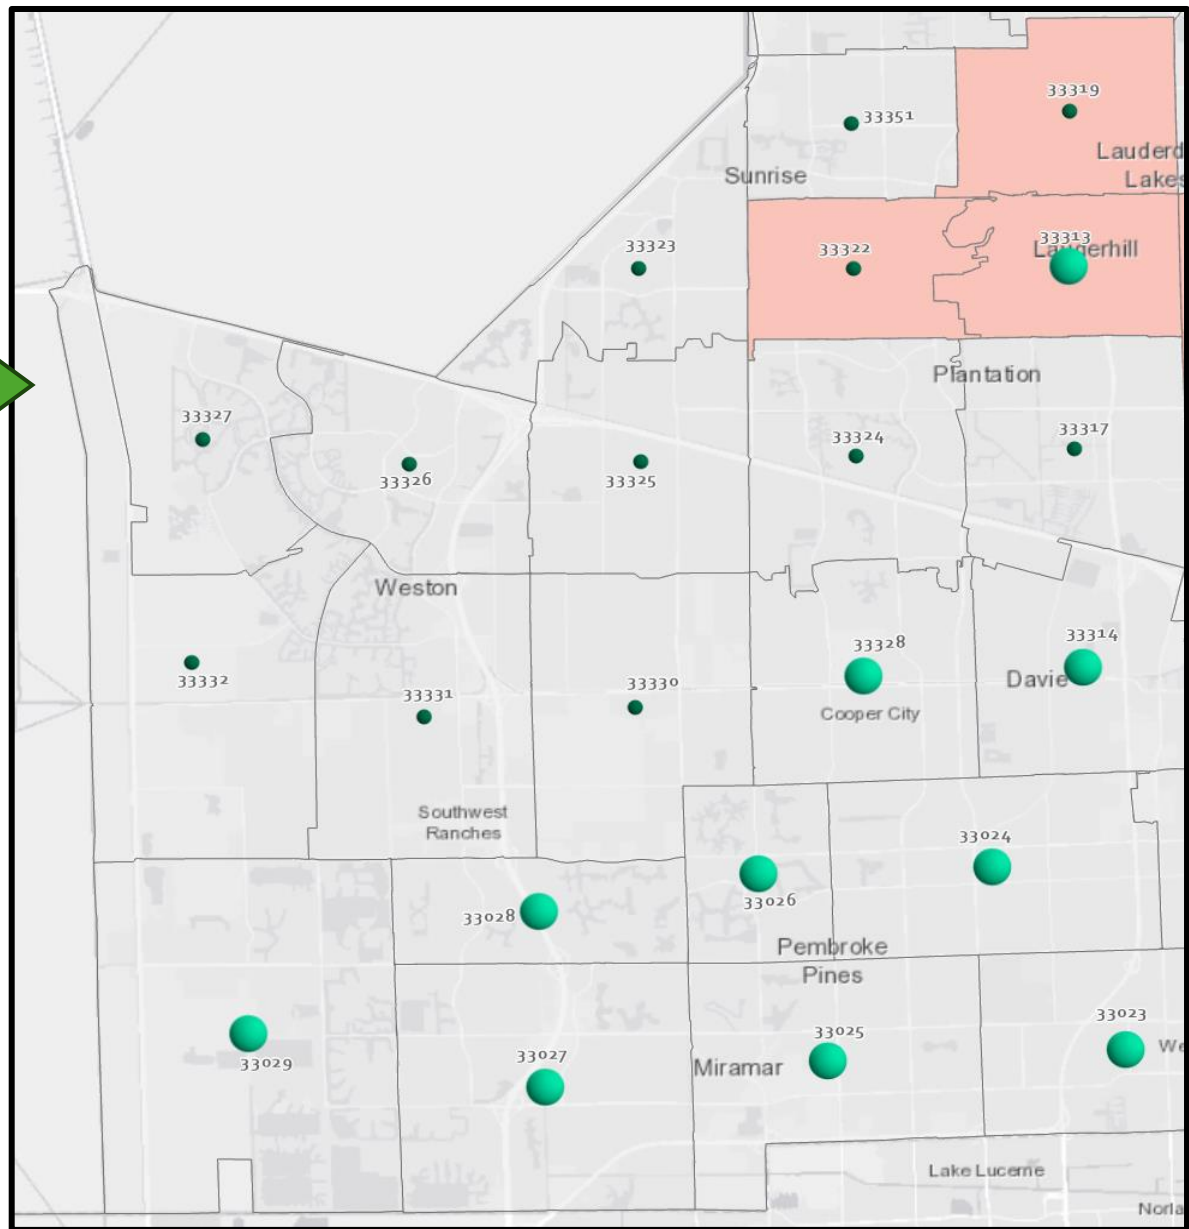 33319
33351
Lauderd
Lakes
Sunrise
33313
33323
33322
Lauderhill
Plantation
33327
33324
33317
33326
33325
Weston
33328
33314
33332
33331
33330
Davie
Cooper City
Southwest
Ranches
33024
33026
33028
Pembroke
Pines
33029
33027
33025
33023
We
Miramar
Lake Lucerne
Norla